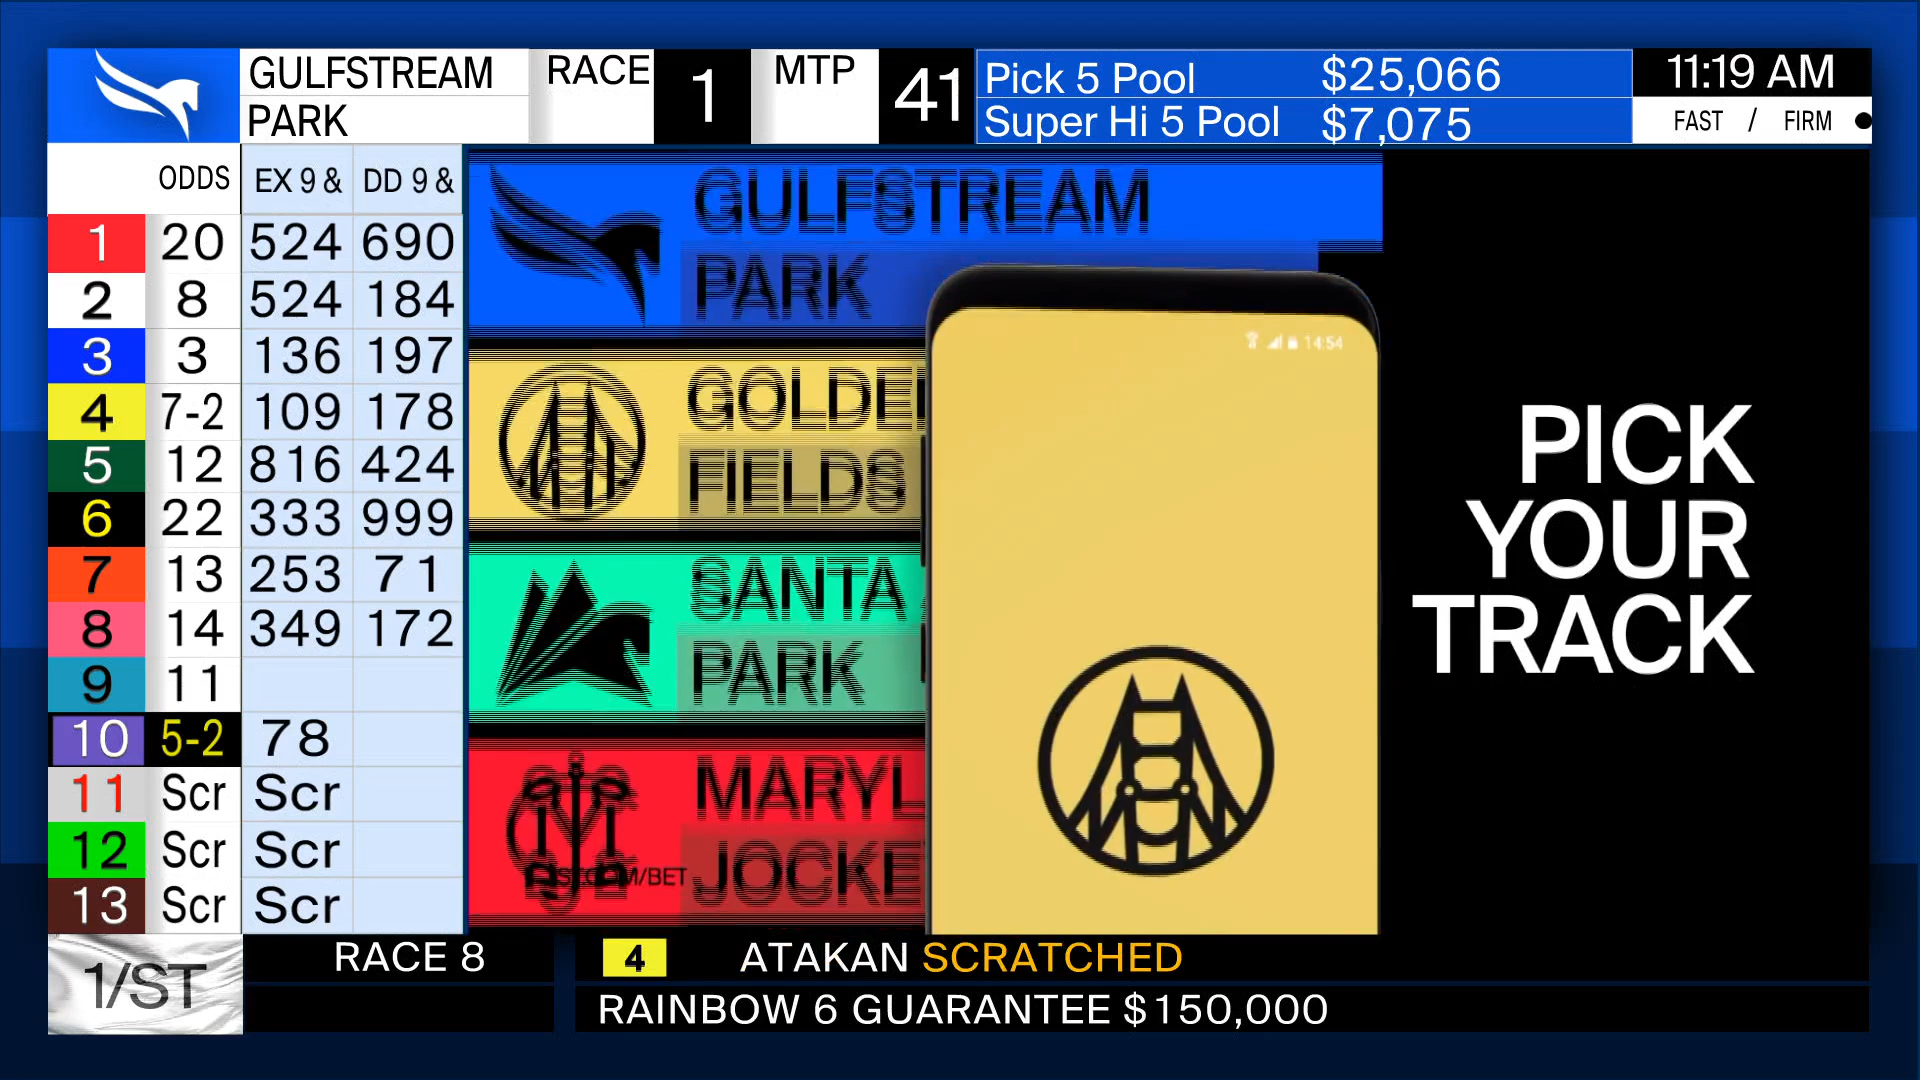 GULFSTREAM PARK RACE 1 MTP 41
Pick 5 Pool $25,066
Super Hi 5 Pool $7,075
11:19 AM
FAST / FIRM
ODDS EX 9 & DD 9 &
1 20 524 690
2 8 524 184
3 3 136 197
4 7-2 109 178
5 12 816 424
6 22 333 999
7 13 253 71
8 14 349 172
9 11
10 5-2 78
11 Scr Scr
12 Scr Scr
13 Scr Scr
GULFSTREAM
PARK
GOLDE
FIELDS
SANTA
PARK
MARYL
JOCKE
/BET
14:54
PICK
YOUR
TRACK
1/ST
RACE 8
4 ATAKAN SCRATCHED
RAINBOW 6 GUARANTEE $150,000